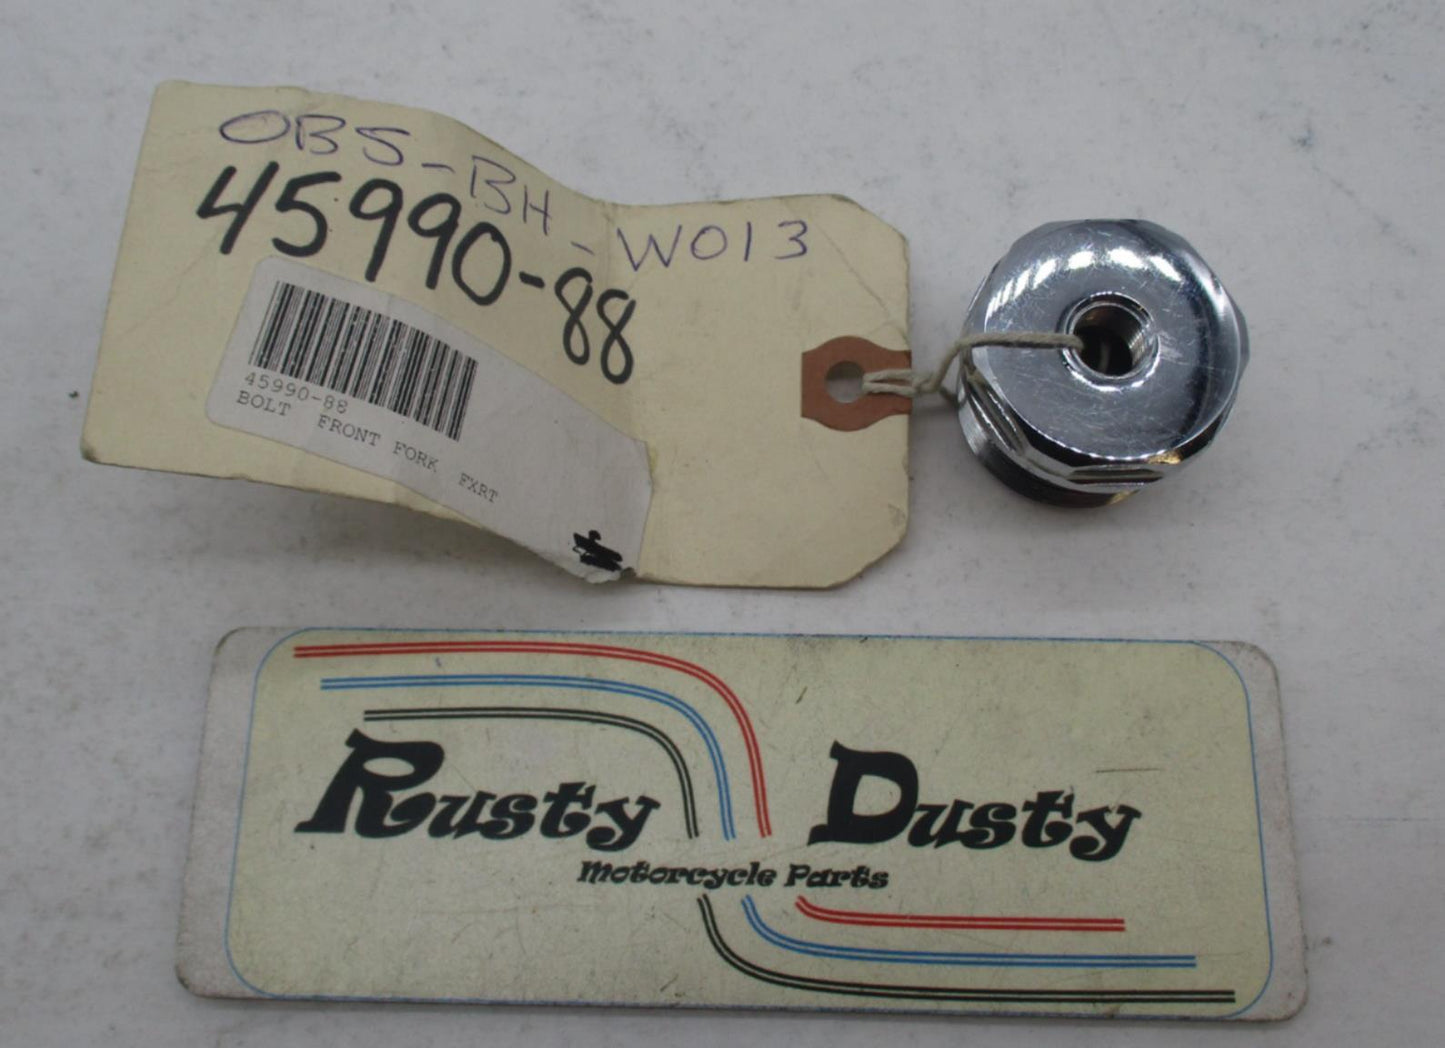 OBS-BH-W013
45990-88
45990-88
BOLT FRONT FORK FXRT
Rusty Dusty
Motorcycle Parts